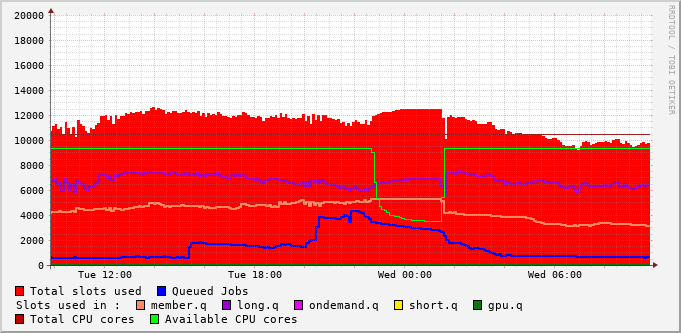 RRDTOOL / TOBI OETIKER
20000
18000
16000
14000
12000
10000
8000
6000
4000
2000
0
Tue 12:00 Tue 18:00 Wed 00:00 Wed 06:00
Total slots used Queued Jobs
Slots used in : member.q long.q ondemand.q short.q gpu.q
Total CPU cores Available CPU cores